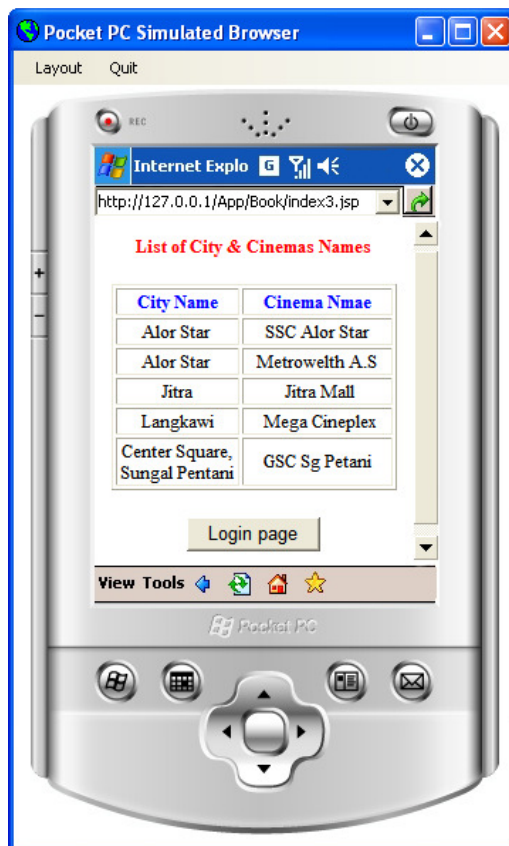 Pocket PC Simulated Browser
Layout Quit
REC
Internet Explo G
http://127.0.0.1/App/Book/index3.jsp
List of City & Cinemas Names
City Name Cinema Nmae
Alor Star SSC Alor Star
Alor Star Metrowelth A.S
Jitra Jitra Mall
Langkawi Mega Cineplex
Center Square,
Sungal Pentani GSC Sg Petani
Login page
View Tools
Pocket PC
+
-